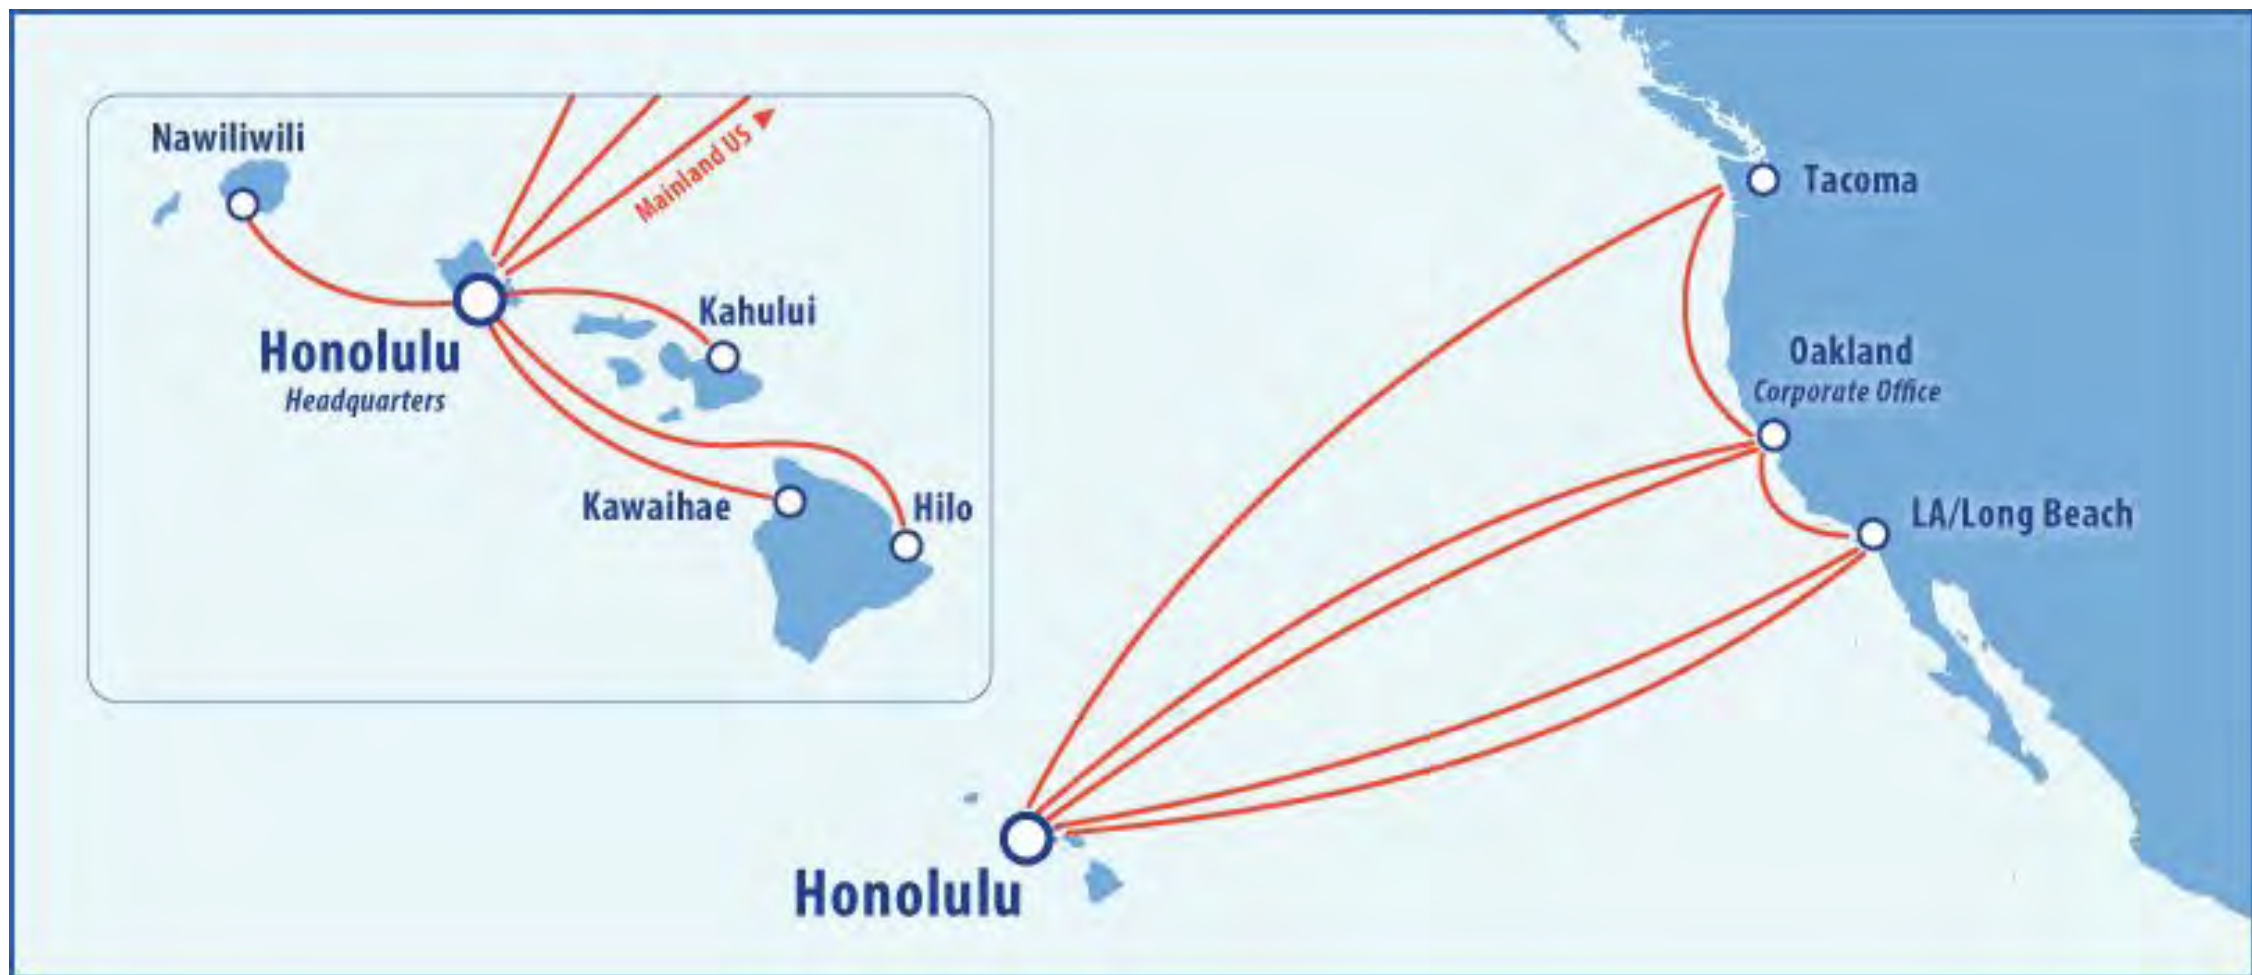 Nawiliwili
Mainland US
Kahului
Honolulu
Headquarters
Kawaihae
Hilo
Tacoma
Oakland
Corporate Office
LA/Long Beach
Honolulu